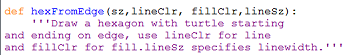 def hexFromEdge(sz,lineClr, fillClr,lineSz):
'''Draw a hexagon with turtle starting
and ending on edge, use lineClr for line
and fillClr for fill.lineSz specifies linewidth.'''